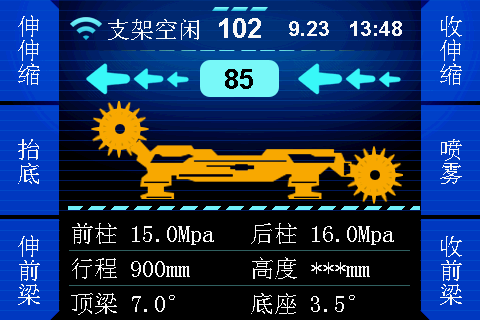 支架空闲 102 9.23 13:48
伸伸缩
收伸缩
85
抬底
喷雾
前柱 15.0Mpa 后柱 16.0Mpa
行程 900mm 高度 ***mm
顶梁 7.0° 底座 3.5°
伸前梁
收前梁